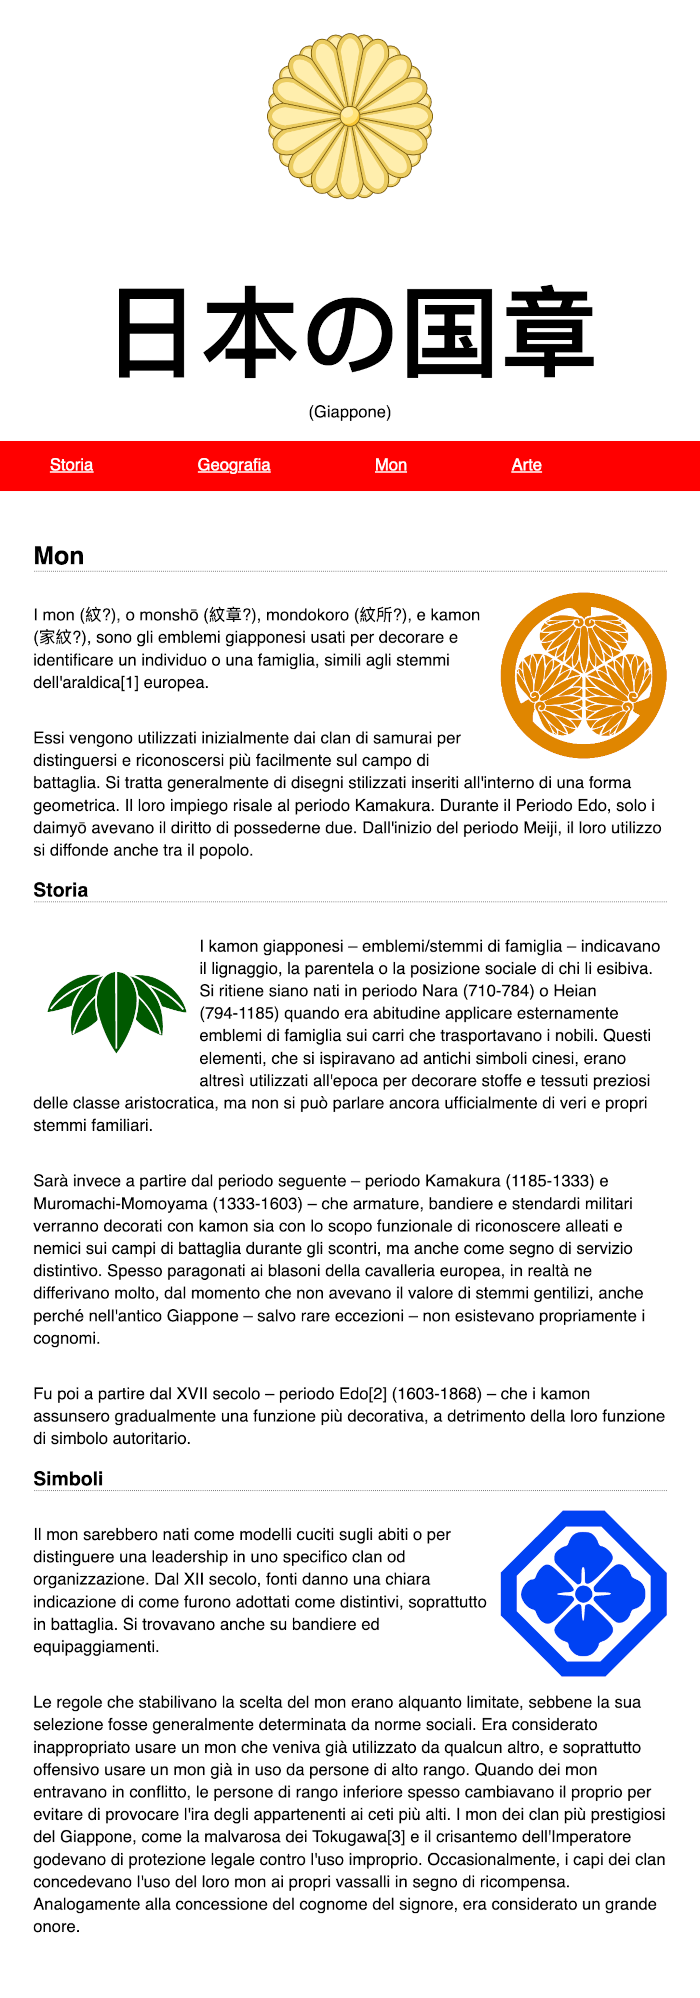 日本の国章
(Giappone)
Storia Geografia Mon Arte
Mon
I mon (紋?), o monshō (紋章?), mondokoro (紋所?), e kamon
(家紋?), sono gli emblemi giapponesi usati per decorare e
identificare un individuo o una famiglia, simili agli stemmi
dell'araldica[1] europea.
Essi vengono utilizzati inizialmente dai clan di samurai per
distinguersi e riconoscersi più facilmente sul campo di
battaglia. Si tratta generalmente di disegni stilizzati inseriti all'interno di una forma
geometrica. Il loro impiego risale al periodo Kamakura. Durante il Periodo Edo, solo i
daimyō avevano il diritto di possederne due. Dall'inizio del periodo Meiji, il loro utilizzo
si diffonde anche tra il popolo.
Storia
I kamon giapponesi – emblemi/stemmi di famiglia – indicavano
il lignaggio, la parentela o la posizione sociale di chi li esibiva.
Si ritiene siano nati in periodo Nara (710-784) o Heian
(794-1185) quando era abitudine applicare esternamente
emblemi di famiglia sui carri che trasportavano i nobili. Questi
elementi, che si ispiravano ad antichi simboli cinesi, erano
altresì utilizzati all'epoca per decorare stoffe e tessuti preziosi
delle classe aristocratica, ma non si può parlare ancora ufficialmente di veri e propri
stemmi familiari.
Sarà invece a partire dal periodo seguente – periodo Kamakura (1185-1333) e
Muromachi-Momoyama (1333-1603) – che armature, bandiere e stendardi militari
verranno decorati con kamon sia con lo scopo funzionale di riconoscere alleati e
nemici sui campi di battaglia durante gli scontri, ma anche come segno di servizio
distintivo. Spesso paragonati ai blasoni della cavalleria europea, in realtà ne
differivano molto, dal momento che non avevano il valore di stemmi gentilizi, anche
perché nell'antico Giappone – salvo rare eccezioni – non esistevano propriamente i
cognomi.
Fu poi a partire dal XVII secolo – periodo Edo[2] (1603-1868) – che i kamon
assunsero gradualmente una funzione più decorativa, a detrimento della loro funzione
di simbolo autoritario.
Simboli
Il mon sarebbero nati come modelli cuciti sugli abiti o per
distinguere una leadership in uno specifico clan od
organizzazione. Dal XII secolo, fonti danno una chiara
indicazione di come furono adottati come distintivi, soprattutto
in battaglia. Si trovavano anche su bandiere ed
equipaggiamenti.
Le regole che stabilivano la scelta del mon erano alquanto limitate, sebbene la sua
selezione fosse generalmente determinata da norme sociali. Era considerato
inappropriato usare un mon che veniva già utilizzato da qualcun altro, e soprattutto
offensivo usare un mon già in uso da persone di alto rango. Quando dei mon
entravano in conflitto, le persone di rango inferiore spesso cambiavano il proprio per
evitare di provocare l'ira degli appartenenti ai ceti più alti. I mon dei clan più prestigiosi
del Giappone, come la malvarosa dei Tokugawa[3] e il crisantemo dell'Imperatore
godevano di protezione legale contro l'uso improprio. Occasionalmente, i capi dei clan
concedevano l'uso del loro mon ai propri vassalli in segno di ricompensa.
Analogamente alla concessione del cognome del signore, era considerato un grande
onore.